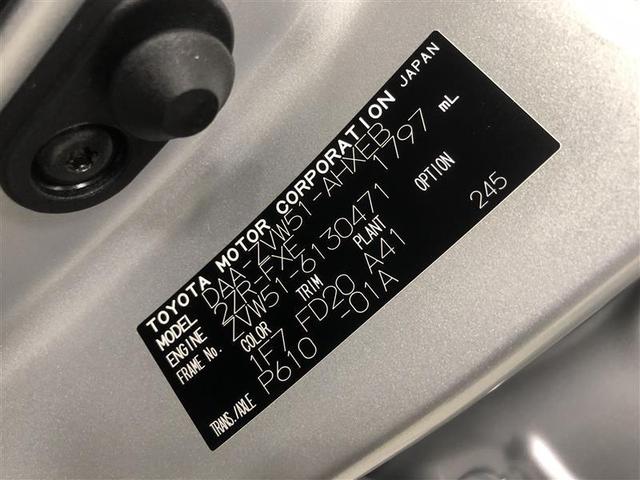 TOYOTA MOTOR CORPORATION JAPAN
MODEL DAA-ZVW51-AHXEB
ENGINE 2ZR-FXE 1797 mL
FRAME No. ZVW51-6130471
COLOR TRIM PLANT OPTION
1F7 FD20 A41 245
TRANS./AXLE P610 -01A